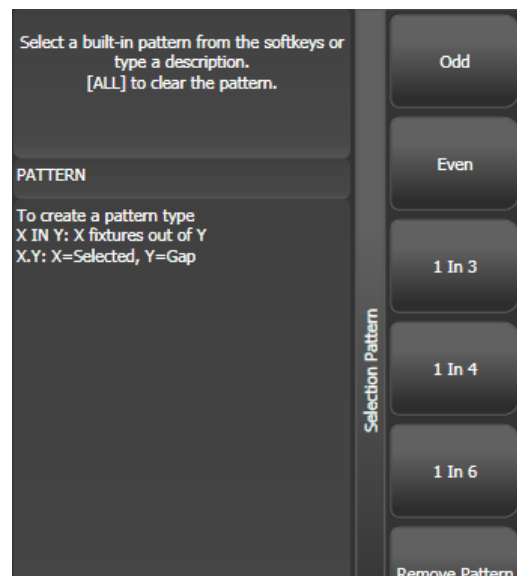 Select a built-in pattern from the softkeys or
type a description.
[ALL] to clear the pattern.
PATTERN
To create a pattern type
X IN Y: X fixtures out of Y
X.Y: X=Selected, Y=Gap
Selection Pattern
Odd
Even
1 In 3
1 In 4
1 In 6
Remove Pattern